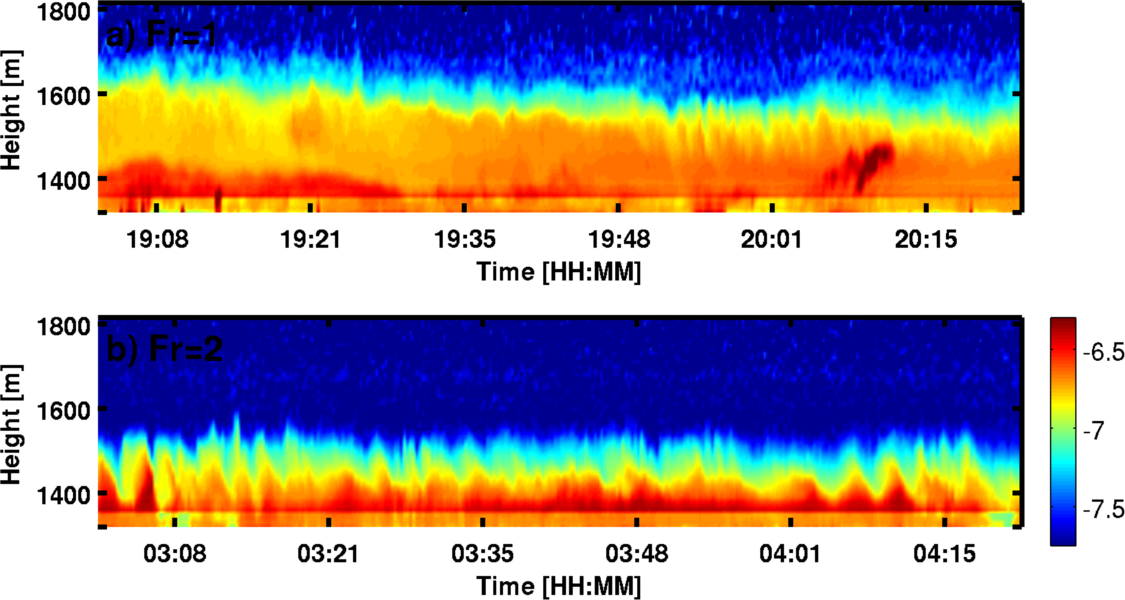 a) Fr=1
Height [m]
1800
1600
1400
19:08 19:21 19:35 19:48 20:01 20:15
Time [HH:MM]
b) Fr=2
Height [m]
1800
1600
1400
03:08 03:21 03:35 03:48 04:01 04:15
Time [HH:MM]
-6.5
-7
-7.5